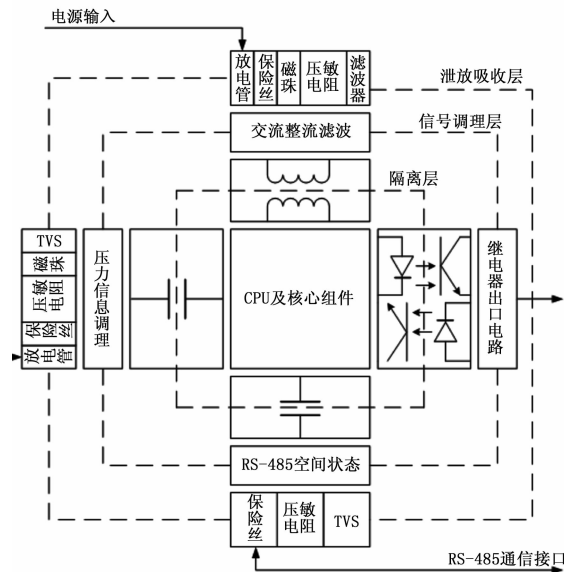 电源输入
放电管
保险丝
磁珠
压敏电阻
滤波器
泄放吸收层
交流整流滤波
信号调理层
隔离层
TVS
磁珠
压敏电阻
保险丝
放电管
压力信息调理
CPU及核心组件
继电器出口电路
RS-485空间状态
保险丝
压敏电阻
TVS
RS-485通信接口